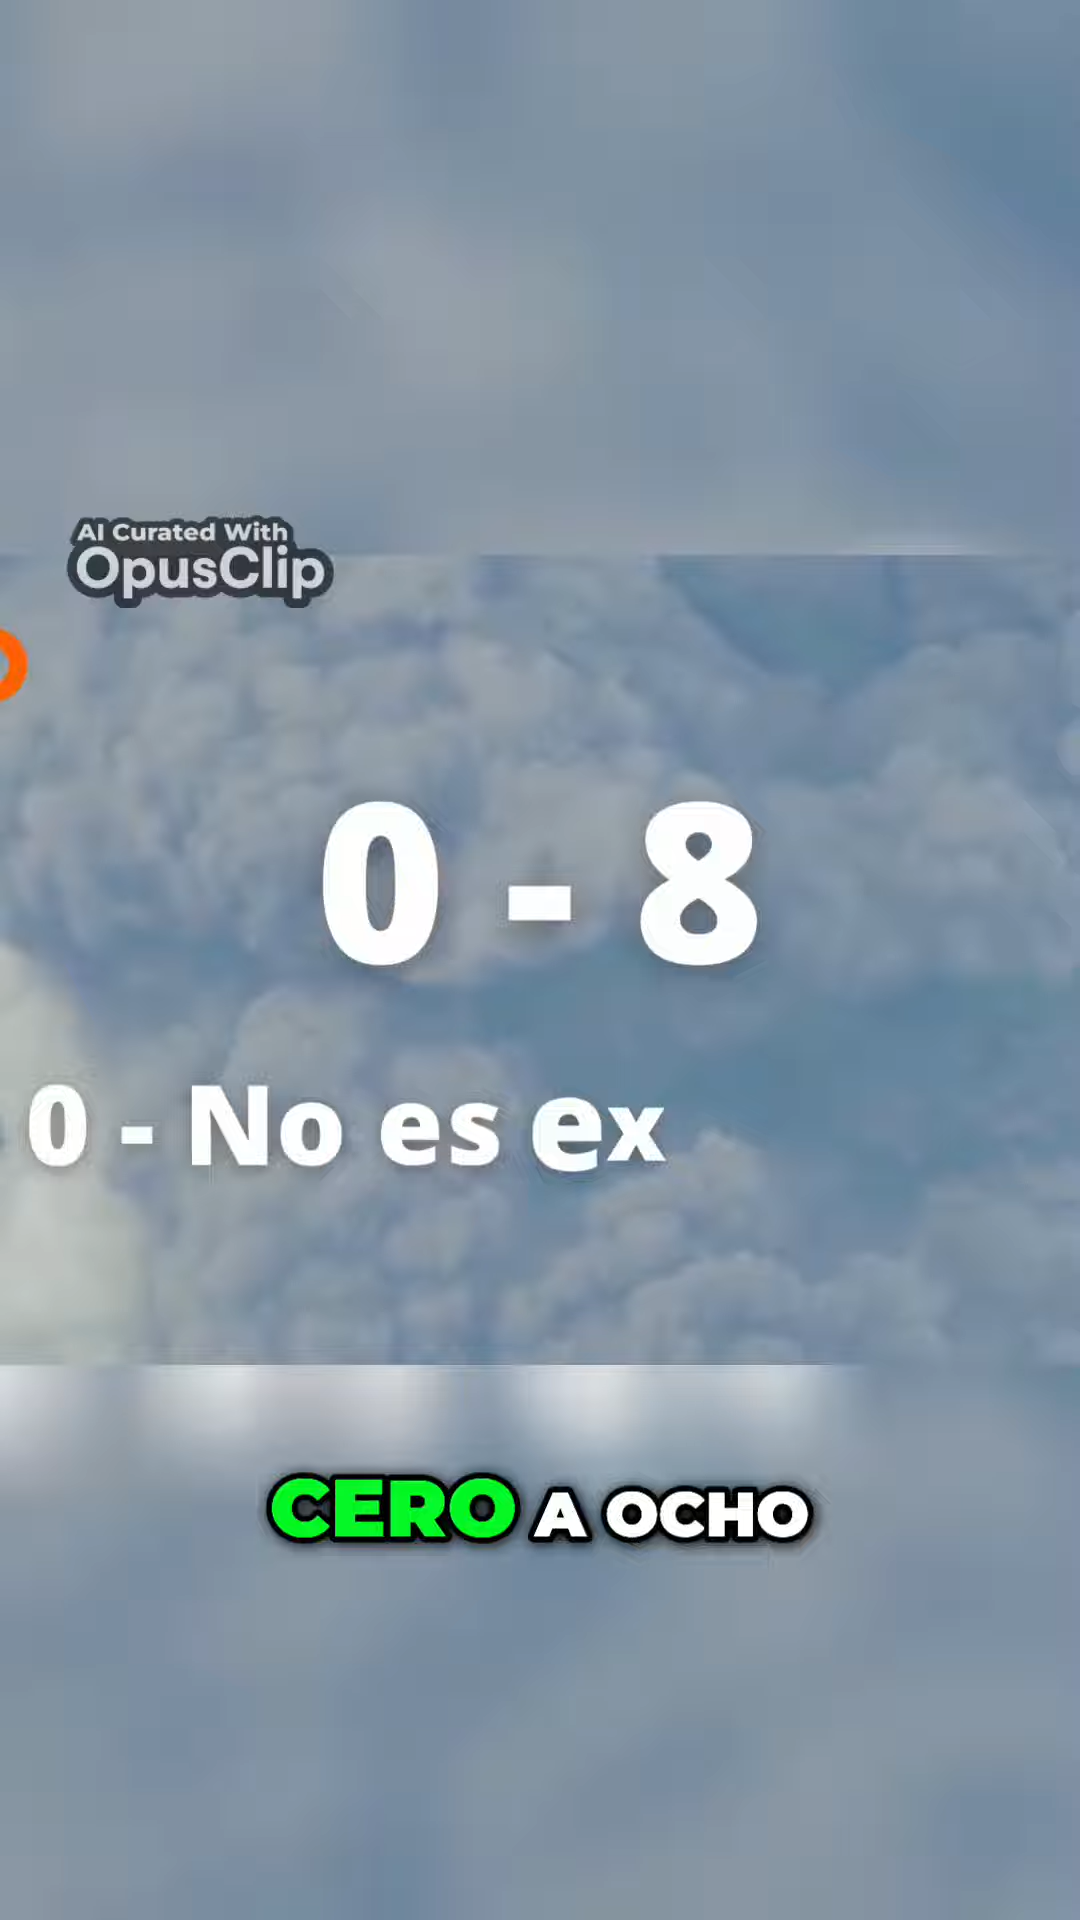 AI Curated With
OpusClip
0 - 8
0 - No es ex
CERO A OCHO